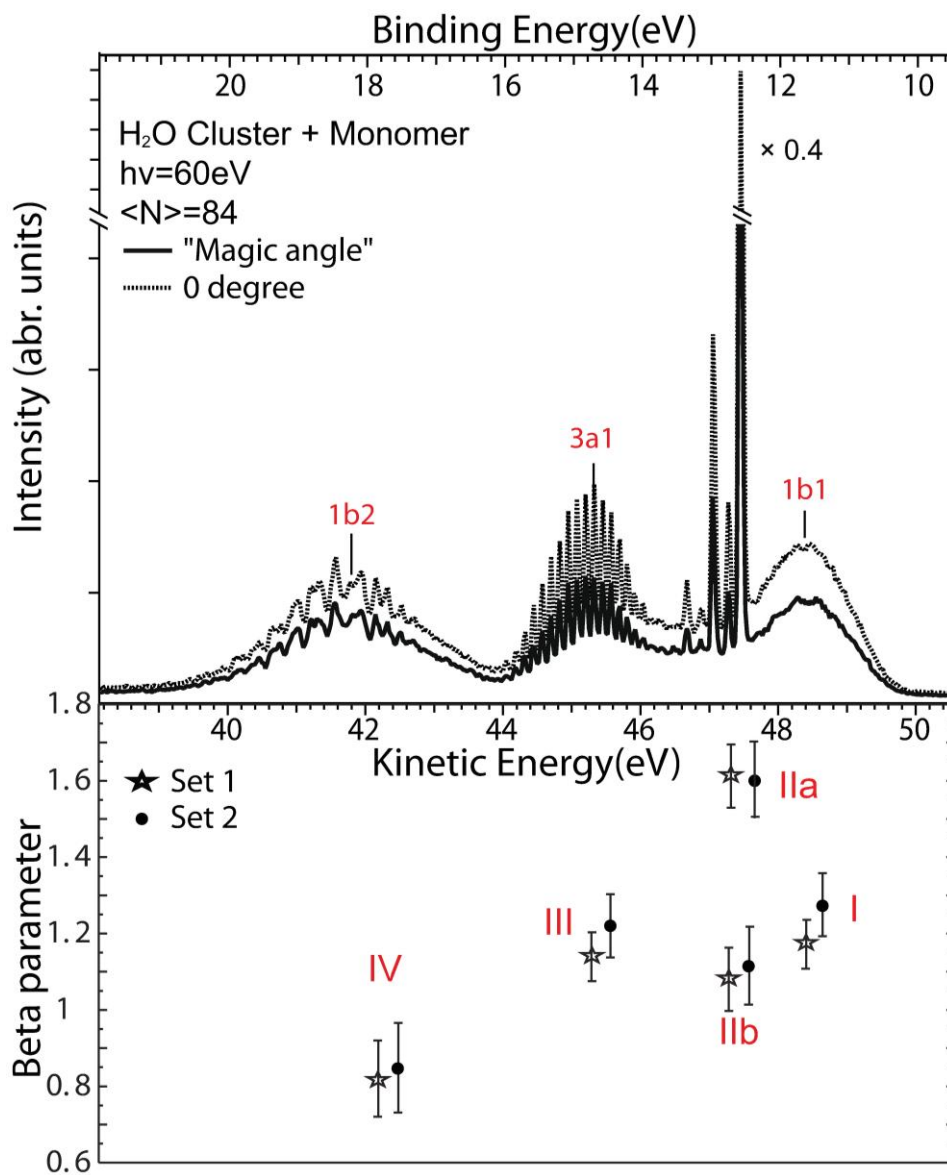 Binding Energy(eV)
20 18 16 14 12 10
H₂O Cluster + Monomer
hv=60eV
<N>=84
"Magic angle"
0 degree
× 0.4
Intensity (abr. units)
1b2
3a1
1b1
40 42 44 46 48 50
Kinetic Energy(eV)
Set 1
Set 2
Beta parameter
1.8
1.6
1.4
1.2
1
0.8
0.6
IIa
I
III
IIb
IV